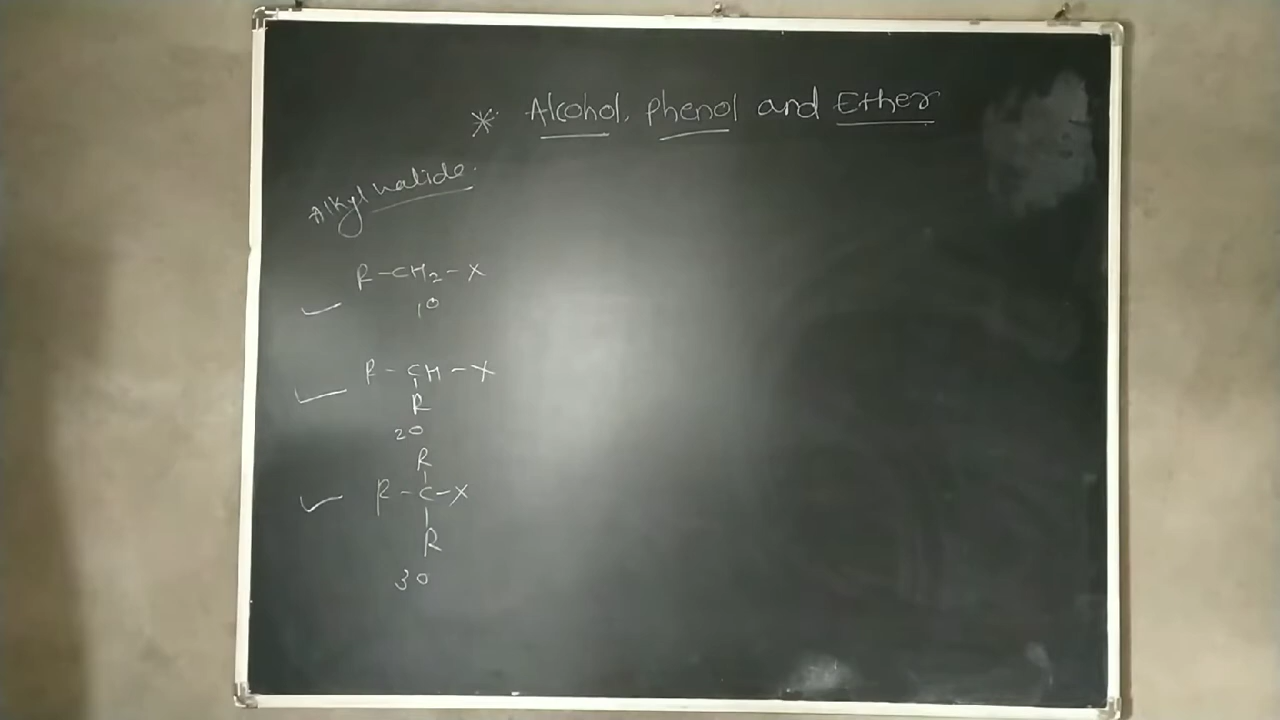 * Alcohol, phenol and Ether
Alkyl halide.
R-CH2-X
1°
R-CH-X
R
2°
R
R-C-X
R
3°